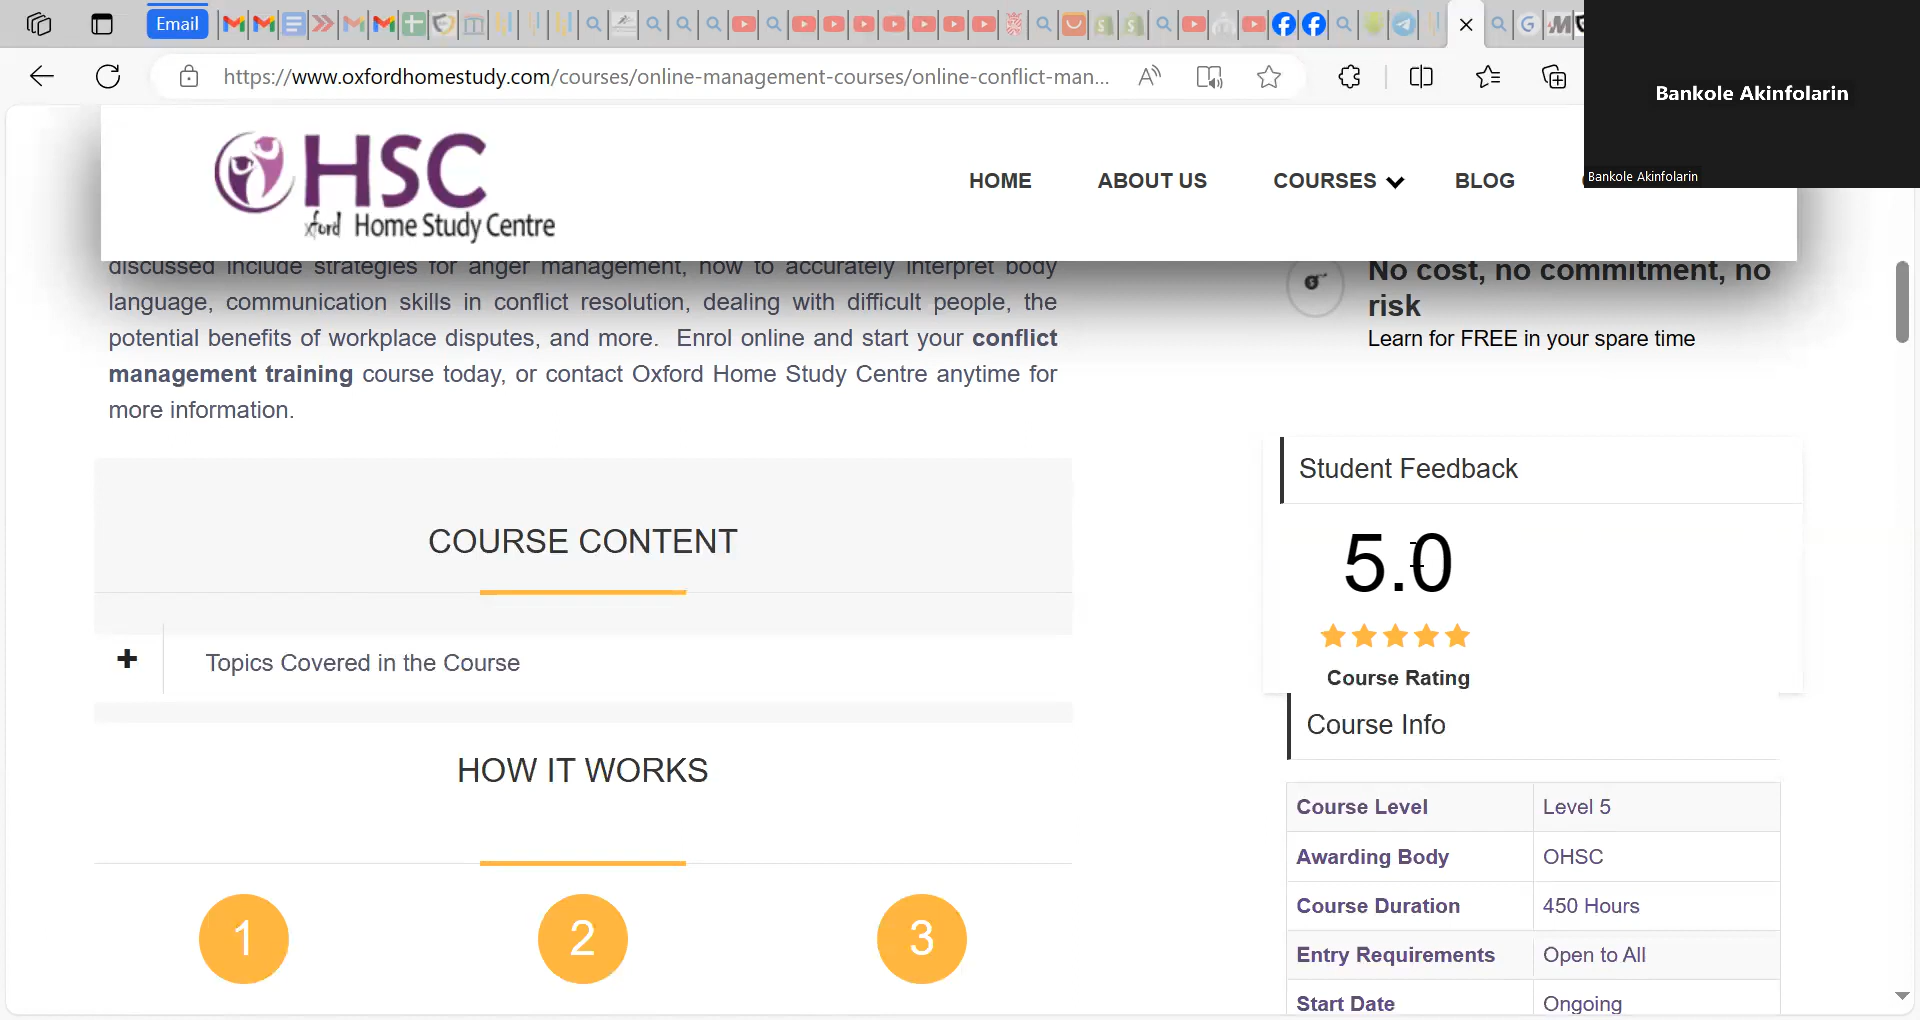 Email
https://www.oxfordhomestudy.com/courses/online-management-courses/online-conflict-man...
Bankole Akinfolarin
Bankole Akinfolarin
HSC
xford Home Study Centre
HOME
ABOUT US
COURSES
BLOG
discussed include strategies for anger management, how to accurately interpret body
language, communication skills in conflict resolution, dealing with difficult people, the
potential benefits of workplace disputes, and more. Enrol online and start your conflict
management training course today, or contact Oxford Home Study Centre anytime for
more information.
No cost, no commitment, no
risk
Learn for FREE in your spare time
COURSE CONTENT
Topics Covered in the Course
HOW IT WORKS
1
2
3
Student Feedback
5.0
Course Rating
Course Info
Course Level Level 5
Awarding Body OHSC
Course Duration 450 Hours
Entry Requirements Open to All
Start Date Ongoing